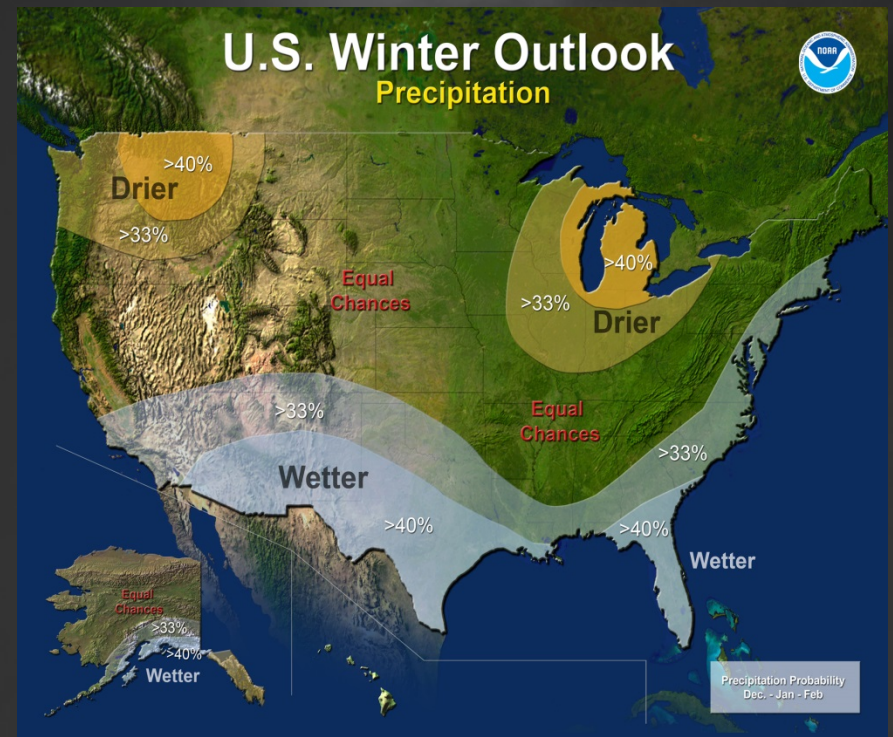 U.S. Winter Outlook
Precipitation
NOAA
>40%
Drier
>33%
Equal
Chances
>40%
>33%
Drier
Equal
Chances
>33%
Wetter
>40%
>33%
>40%
Wetter
Equal
Chances
>33%
>40%
Wetter
Precipitation Probability
Dec. - Jan - Feb